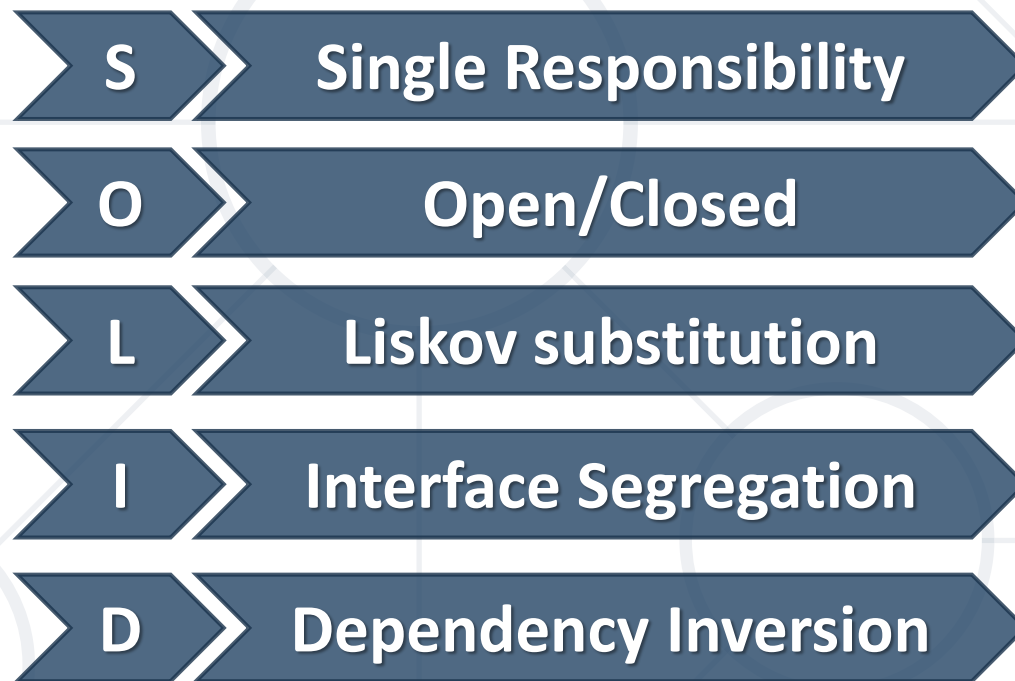 S Single Responsibility
O Open/Closed
L Liskov substitution
I Interface Segregation
D Dependency Inversion